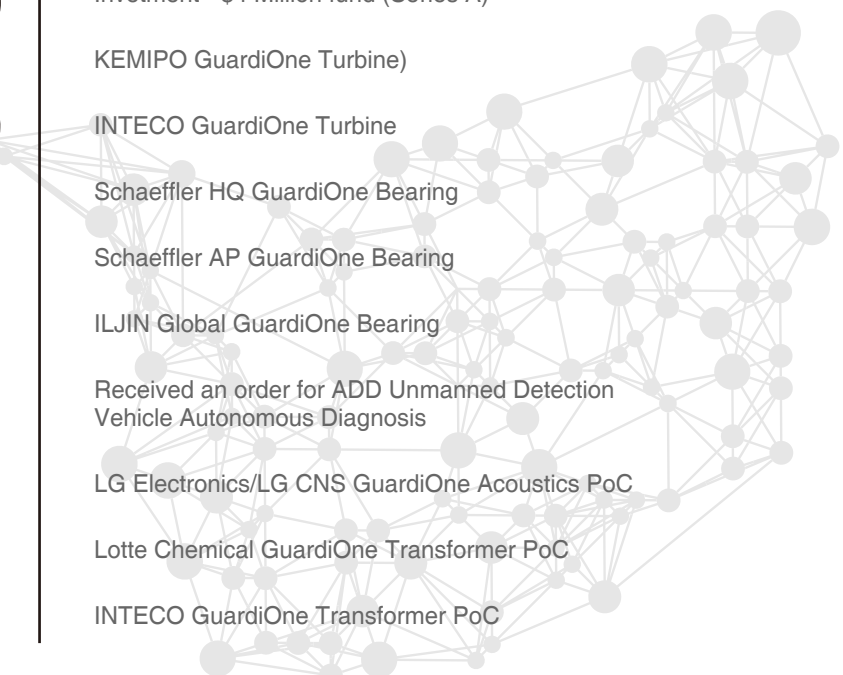 KEMIPO GuardiOne Turbine)
INTECO GuardiOne Turbine
Schaeffler HQ GuardiOne Bearing
Schaeffler AP GuardiOne Bearing
ILJIN Global GuardiOne Bearing
Received an order for ADD Unmanned Detection
Vehicle Autonomous Diagnosis
LG Electronics/LG CNS GuardiOne Acoustics PoC
Lotte Chemical GuardiOne Transformer PoC
INTECO GuardiOne Transformer PoC